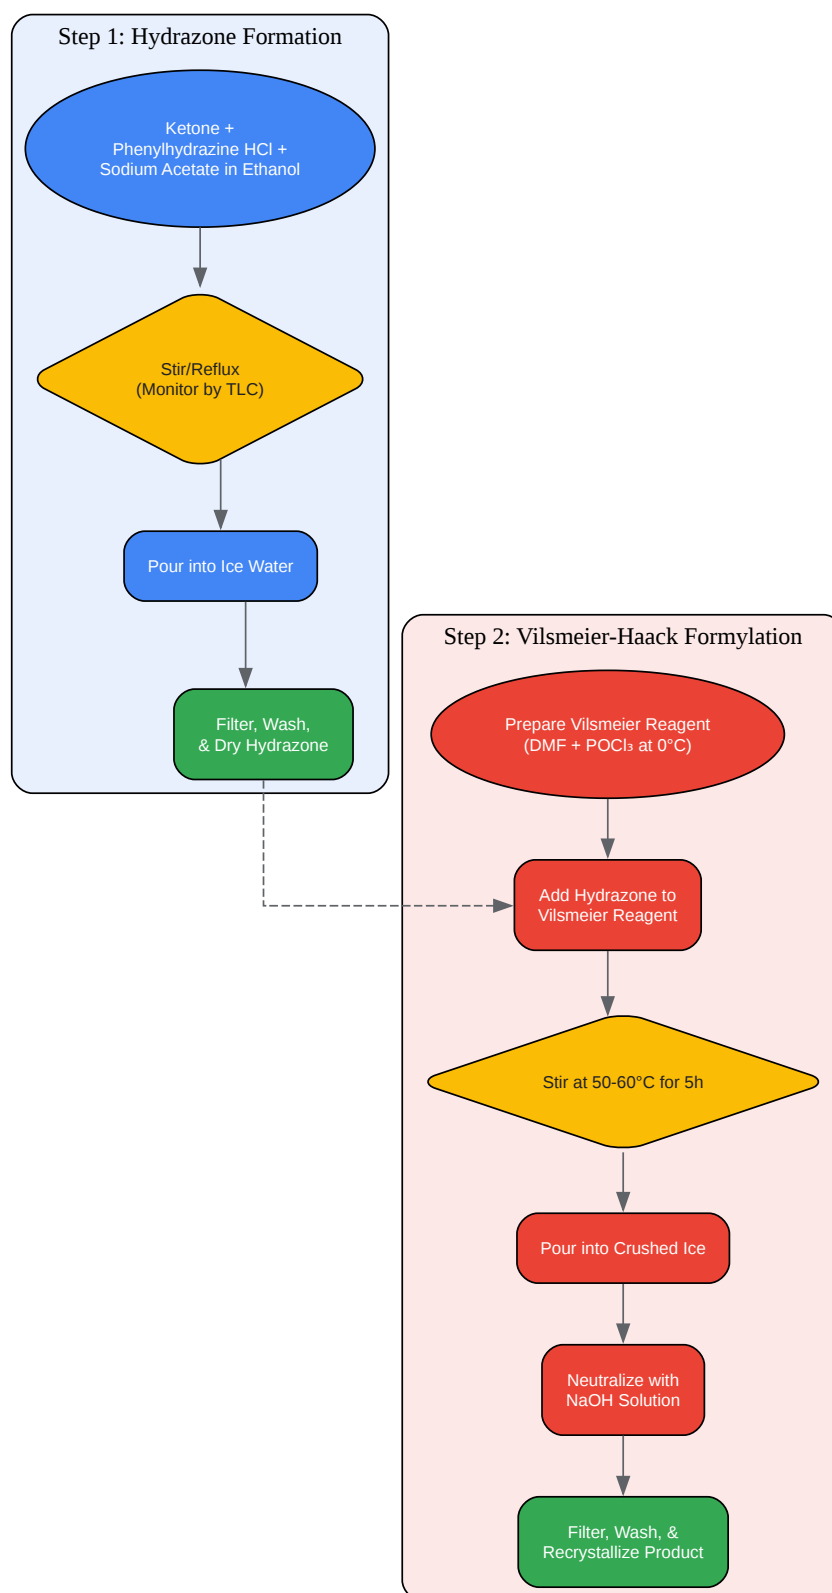 Step 1: Hydrazone Formation
Ketone +
Phenylhydrazine HCl +
Sodium Acetate in Ethanol
Stir/Reflux
(Monitor by TLC)
Pour into Ice Water
Filter, Wash,
& Dry Hydrazone
Step 2: Vilsmeier-Haack Formylation
Prepare Vilsmeier Reagent
(DMF + POCl₃ at 0°C)
Add Hydrazone to
Vilsmeier Reagent
Stir at 50-60°C for 5h
Pour into Crushed Ice
Neutralize with
NaOH Solution
Filter, Wash, &
Recrystallize Product